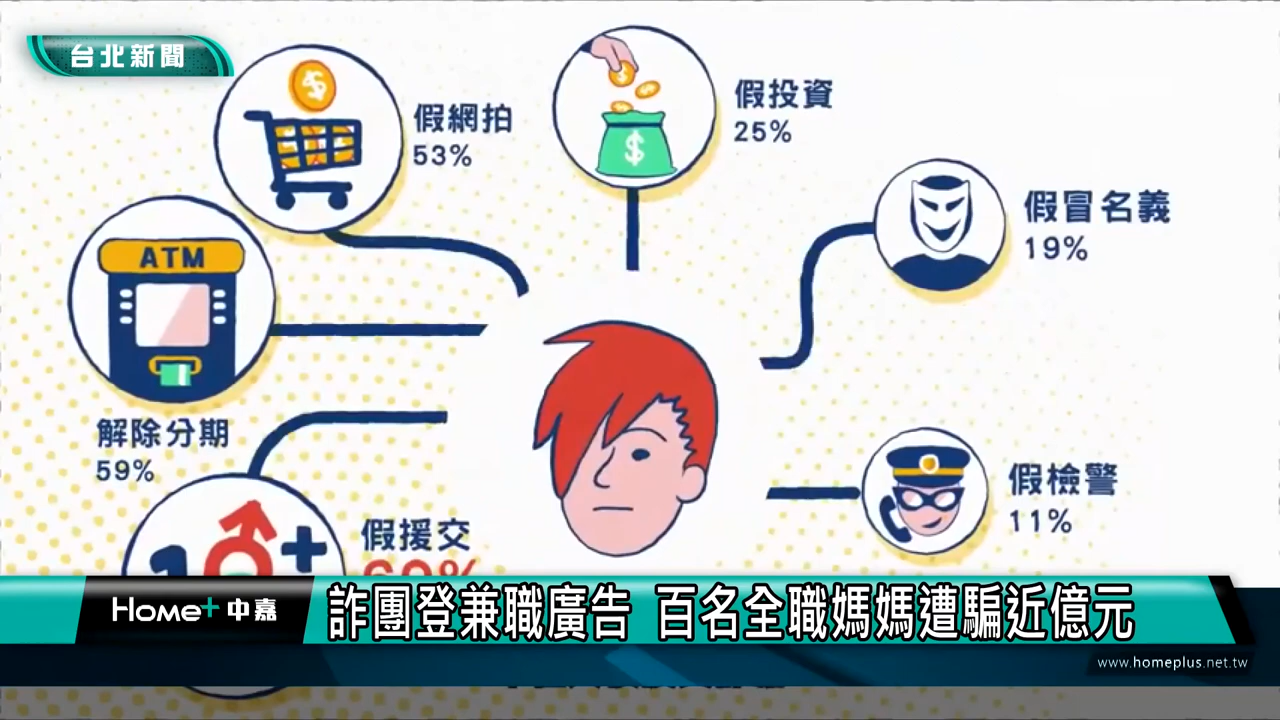 台北新聞
假網拍
53%
假投資
25%
假冒名義
19%
ATM
解除分期
59%
假援交
假檢警
11%
Home+中嘉
詐團登兼職廣告 百名全職媽媽遭騙近億元
www.homeplus.net.tw